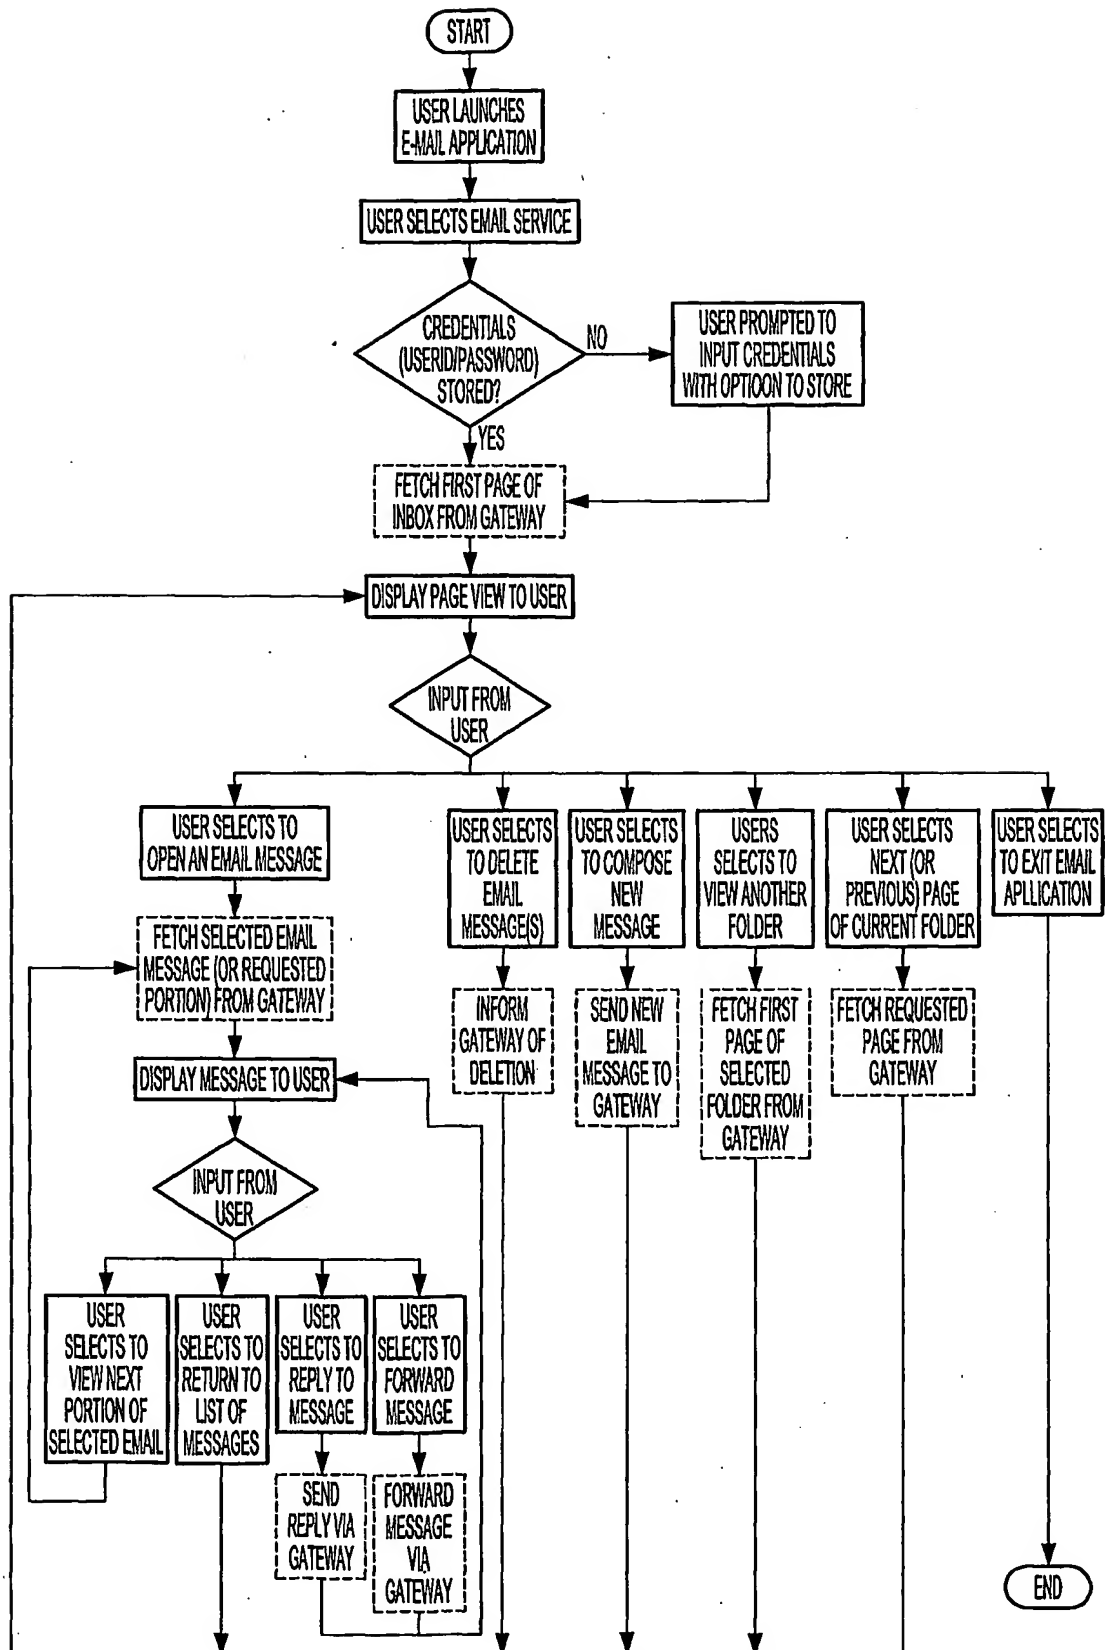 START
USER LAUNCHES
E-MAIL APPLICATION
USER SELECTS EMAIL SERVICE
CREDENTIALS
(USERID/PASSWORD)
STORED?
NO
USER PROMPTED TO
INPUT CREDENTIALS
WITH OPTIOON TO STORE
YES
FETCH FIRST PAGE OF
INBOX FROM GATEWAY
DISPLAY PAGE VIEW TO USER
INPUT FROM
USER
USER SELECTS TO
OPEN AN EMAIL MESSAGE
FETCH SELECTED EMAIL
MESSAGE (OR REQUESTED
PORTION) FROM GATEWAY
DISPLAY MESSAGE TO USER
INPUT FROM
USER
USER
SELECTS TO
VIEW NEXT
PORTION OF
SELECTED EMAIL
USER
SELECTS TO
RETURN TO
LIST OF
MESSAGES
USER
SELECTS TO
REPLY TO
MESSAGE
SEND
REPLY VIA
GATEWAY
USER
SELECTS TO
FORWARD
MESSAGE
FORWARD
MESSAGE
VIA
GATEWAY
USER SELECTS
TO DELETE
EMAIL
MESSAGE(S)
INFORM
GATEWAY OF
DELETION
USER SELECTS
TO COMPOSE
NEW
MESSAGE
SEND NEW
EMAIL
MESSAGE TO
GATEWAY
USERS
SELECTS TO
VIEW ANOTHER
FOLDER
FETCH FIRST
PAGE OF
SELECTED
FOLDER FROM
GATEWAY
USER SELECTS
NEXT (OR
PREVIOUS) PAGE
OF CURRENT FOLDER
FETCH REQUESTED
PAGE FROM
GATEWAY
USER SELECTS
TO EXIT EMAIL
APLLICATION
END